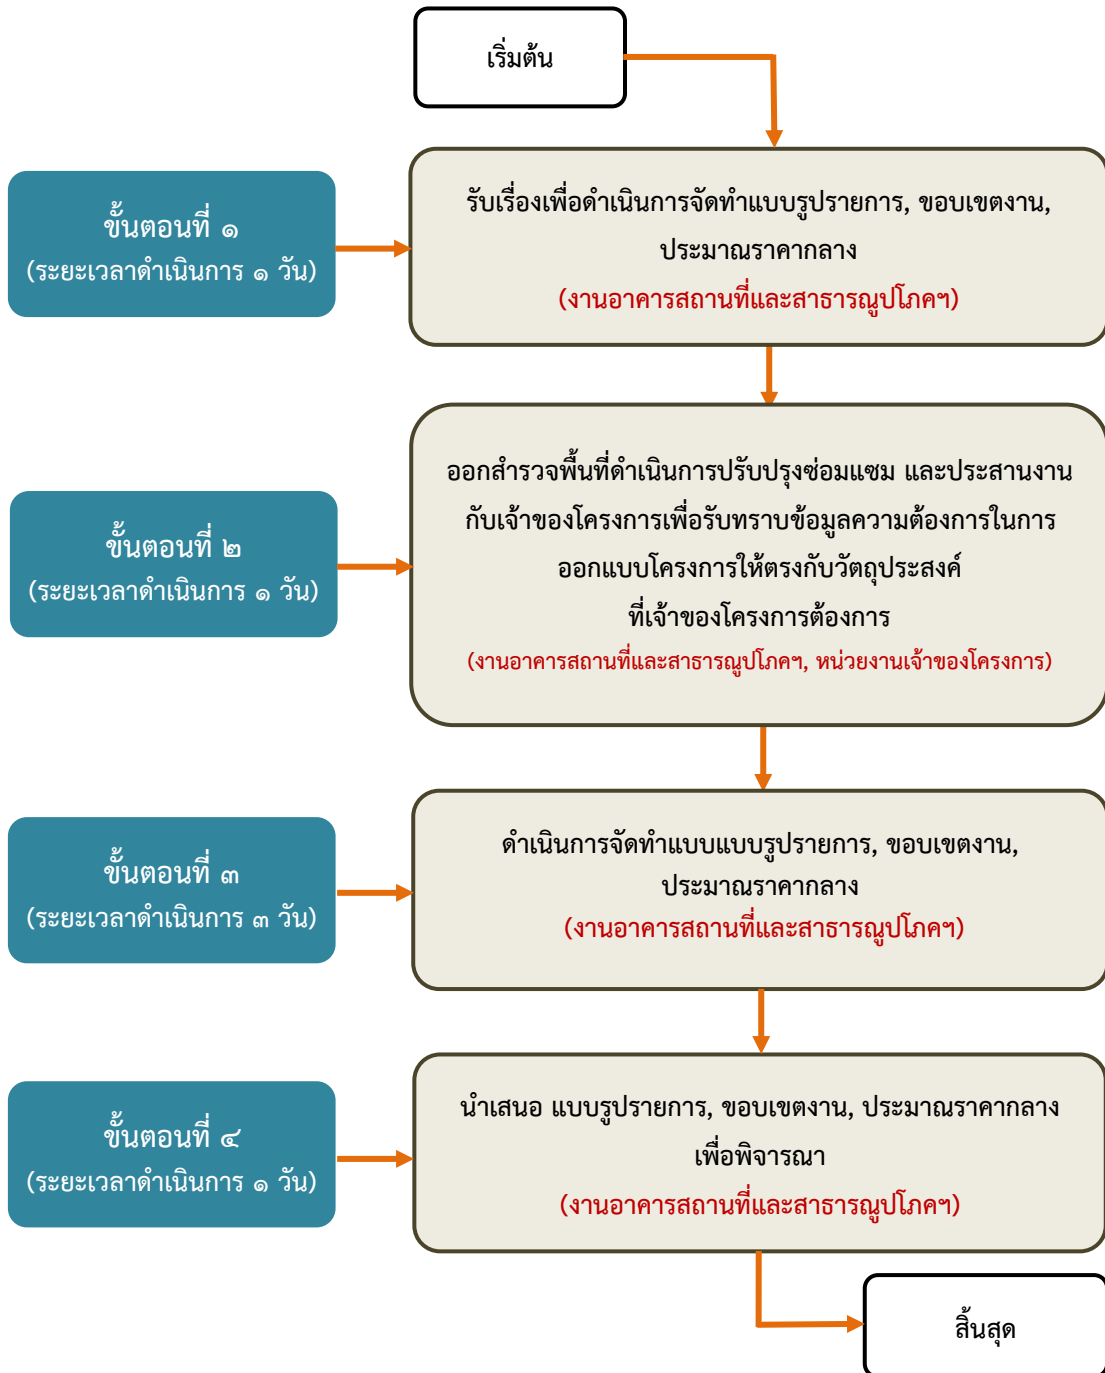 เริ่มต้น
ขั้นตอนที่ ๑
(ระยะเวลาดำเนินการ ๑ วัน)
รับเรื่องเพื่อดำเนินการจัดทำแบบรูปรายการ, ขอบเขตงาน,
ประมาณราคากลาง
(งานอาคารสถานที่และสาธารณูปโภคฯ)
ขั้นตอนที่ ๒
(ระยะเวลาดำเนินการ ๑ วัน)
ออกสำรวจพื้นที่ดำเนินการปรับปรุงซ่อมแซม และประสานงาน
กับเจ้าของโครงการเพื่อรับทราบข้อมูลความต้องการในการ
ออกแบบโครงการให้ตรงกับวัตถุประสงค์
ที่เจ้าของโครงการต้องการ
(งานอาคารสถานที่และสาธารณูปโภคฯ, หน่วยงานเจ้าของโครงการ)
ขั้นตอนที่ ๓
(ระยะเวลาดำเนินการ ๓ วัน)
ดำเนินการจัดทำแบบแบบรูปรายการ, ขอบเขตงาน,
ประมาณราคากลาง
(งานอาคารสถานที่และสาธารณูปโภคฯ)
ขั้นตอนที่ ๔
(ระยะเวลาดำเนินการ ๑ วัน)
นำเสนอ แบบรูปรายการ, ขอบเขตงาน, ประมาณราคากลาง
เพื่อพิจารณา
(งานอาคารสถานที่และสาธารณูปโภคฯ)
สิ้นสุด